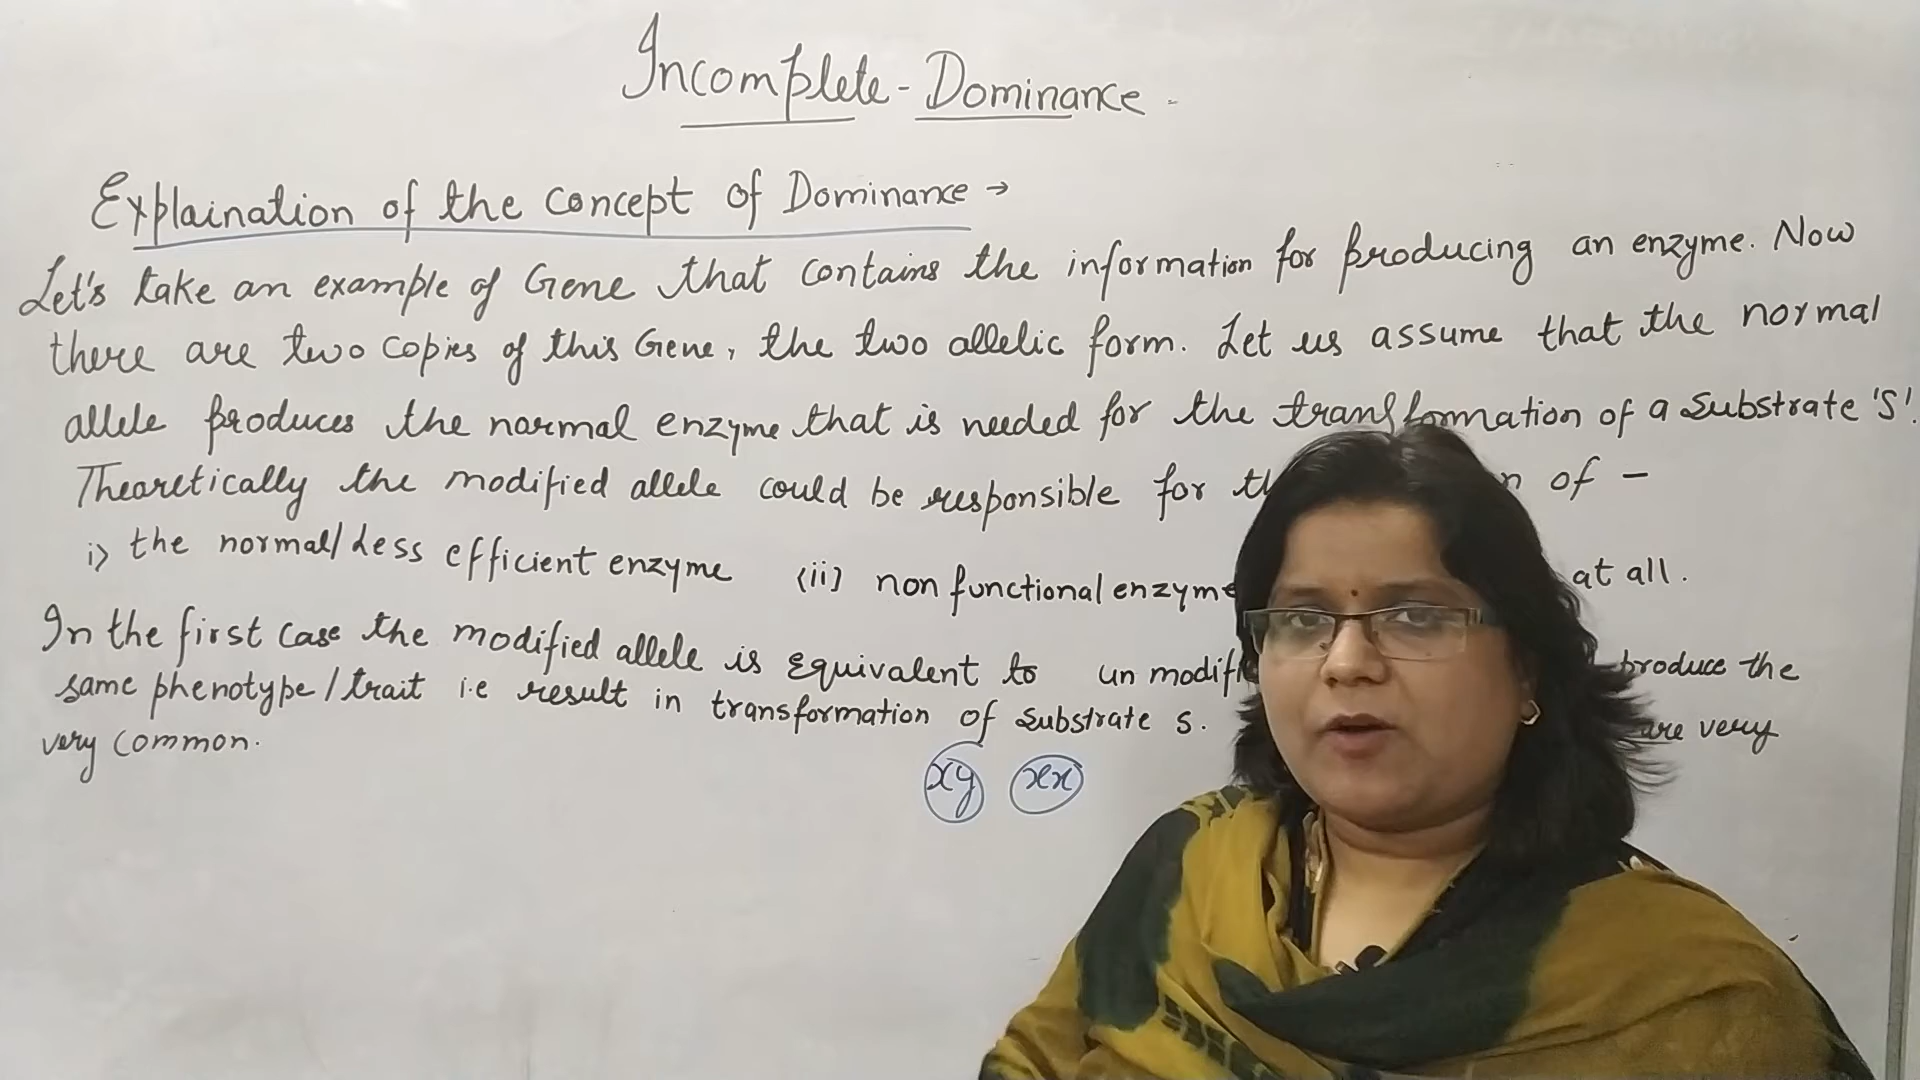 Incomplete - Dominance
Explaination of the concept of Dominance →
Let's take an example of Gene that contains the information for producing an enzyme. Now
there are two copies of this Gene, the two allelic form. Let us assume that the normal
allele produces the normal enzyme that is needed for the transformation of a substrate 'S'.
Thearetically the modified allele could be responsible for of -
i) the normal/less efficient enzyme (ii) non functional enzyme at all.
In the first case the modified allele is equivalent to un produce the
same phenotype/trait i.e result in transformation of substrate s. are very
very common.
xy xx